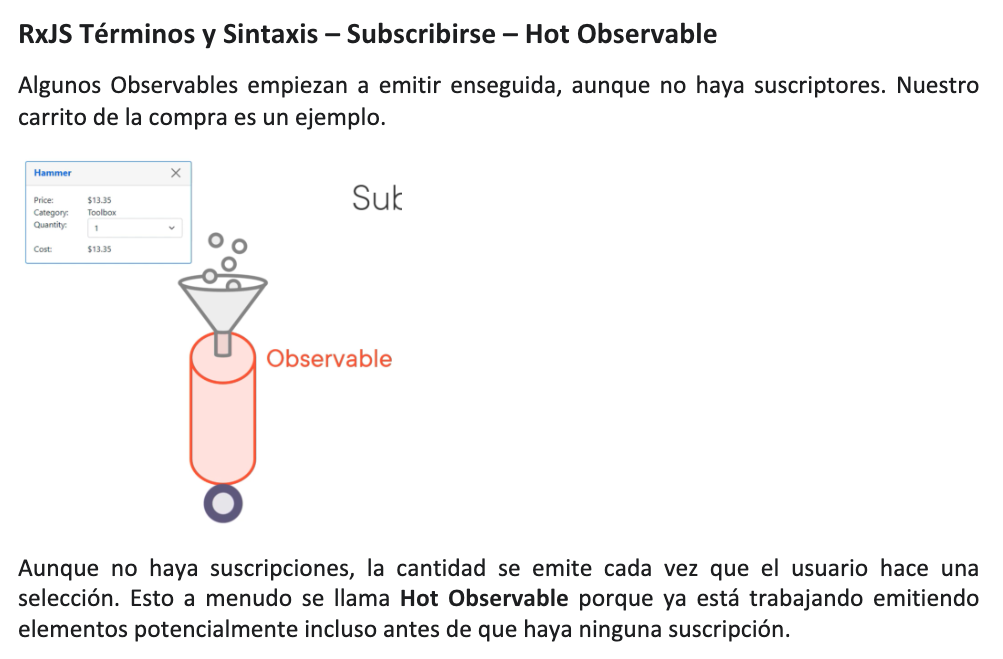 RxJS Términos y Sintaxis – Subscribirse – Hot Observable
Algunos Observables empiezan a emitir enseguida, aunque no haya suscriptores. Nuestro
carrito de la compra es un ejemplo.
Hammer
Price: $13.35
Category: Toolbox
Quantity: 1
Cost: $13.35
Sub
Observable
Aunque no haya suscripciones, la cantidad se emite cada vez que el usuario hace una
selección. Esto a menudo se llama Hot Observable porque ya está trabajando emitiendo
elementos potencialmente incluso antes de que haya ninguna suscripción.